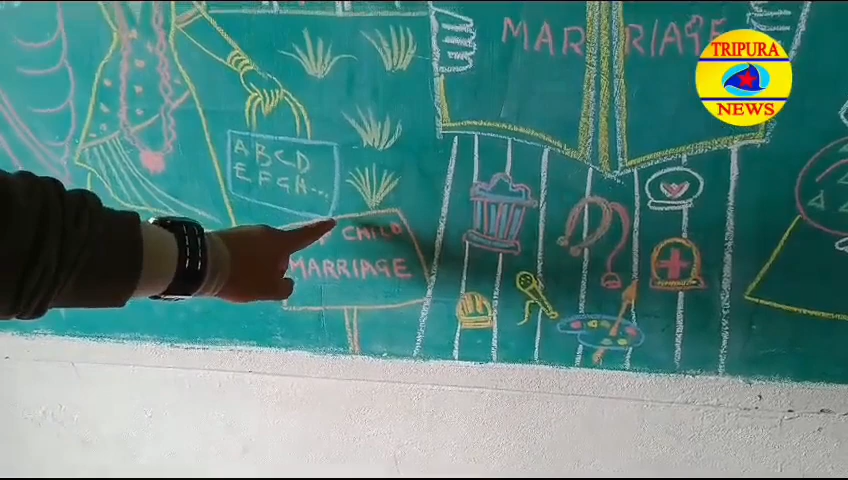 MARRIAGE
TRIPURA
NEWS
ABCD
EFGH...
CHILD
MARRIAGE